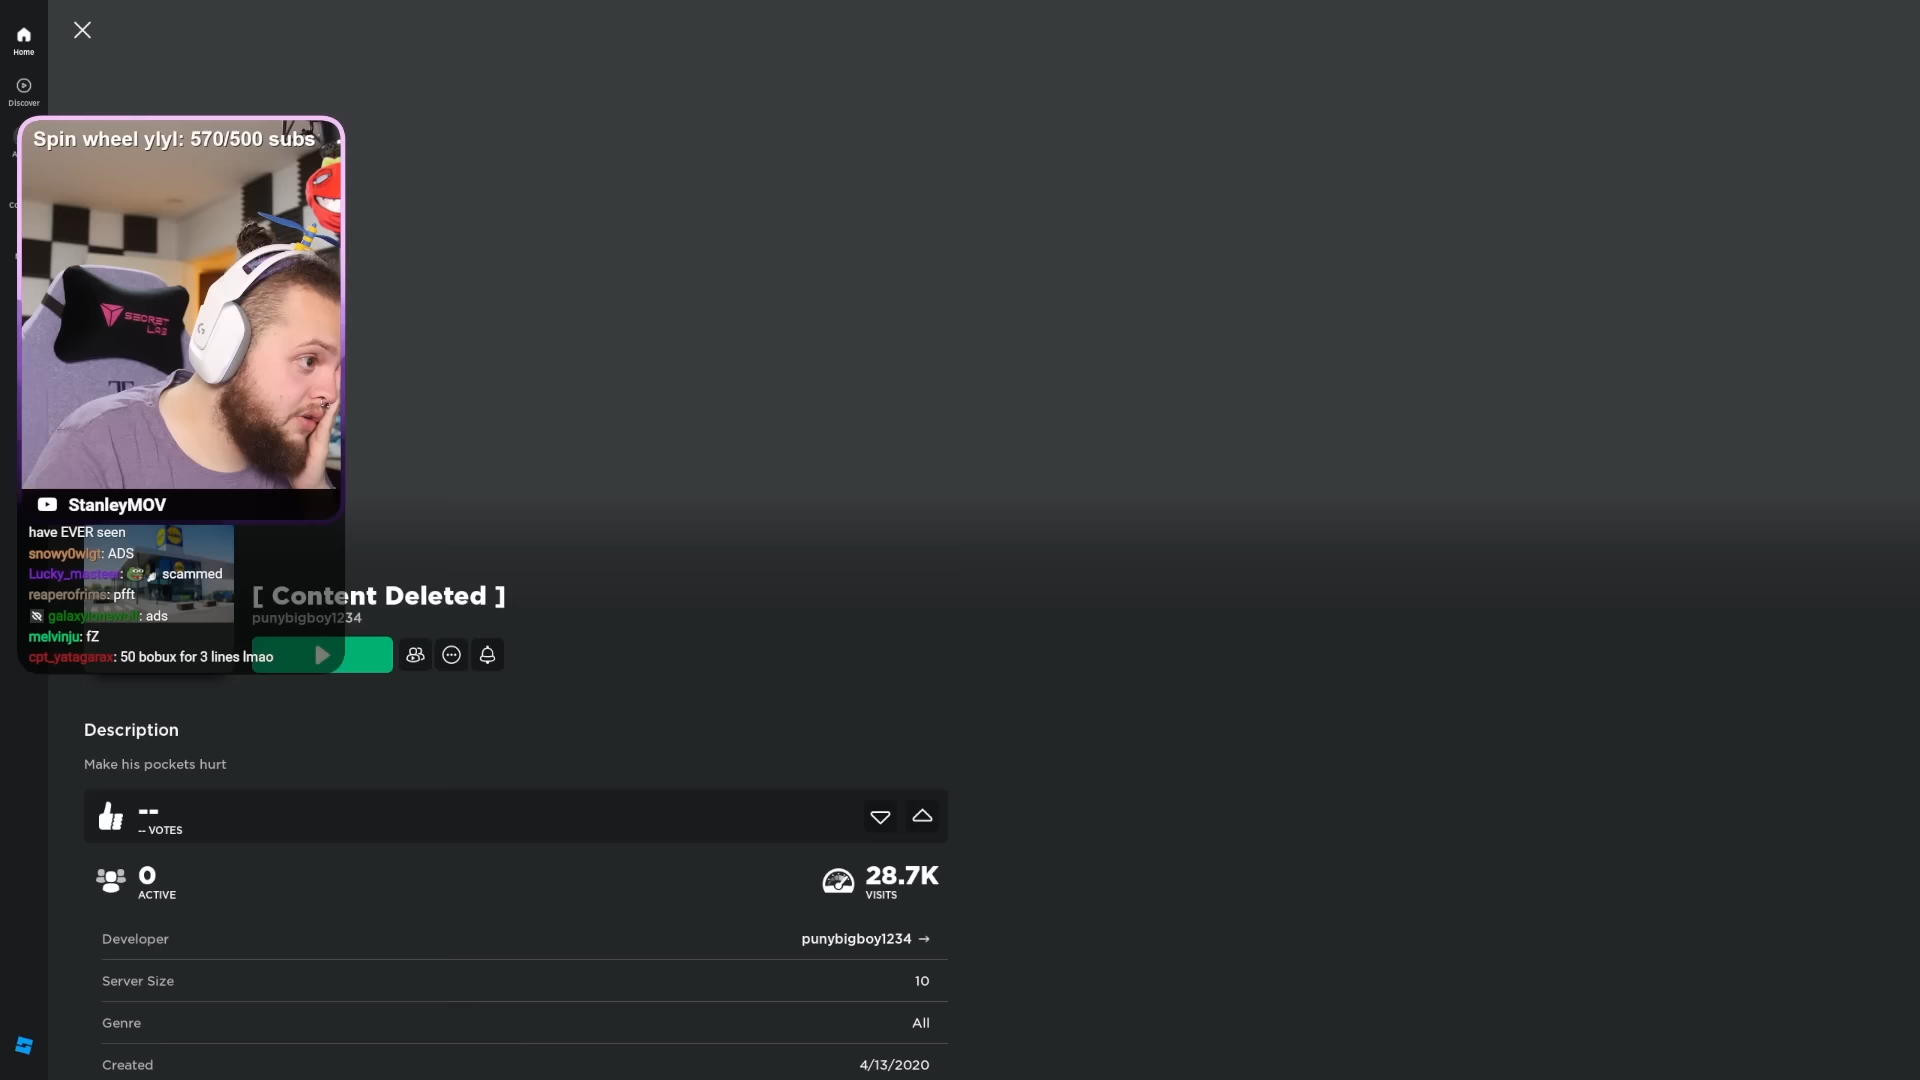 Home
Discover
Spin wheel ylyl: 570/500 subs
SECRET
LAB
StanleyMOV
have EVER seen
snowy0wlgt: ADS
: scammed
reaperofrims: pfft
: ads
melvinju: fZ
cpt_yatagarax: 50 bobux for 3 lines lmao
[ Content Deleted ]
punybigboy1234
Description
Make his pockets hurt
--
-- VOTES
0
ACTIVE
28.7K
VISITS
Developer
punybigboy1234 →
Server Size
10
Genre
All
Created
4/13/2020